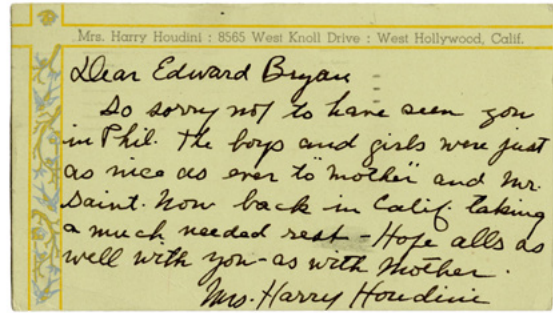 Mrs. Harry Houdini : 8565 West Knoll Drive : West Hollywood, Calif.
Dear Edward Bryan
So sorry not to have seen you
in Phil. The boys and girls were just
as nice as ever to "Mother" and Mr.
Saint. Now back in Calif. taking
a much needed rest - Hope alls as
well with you - as with Mother.
Mrs. Harry Houdini